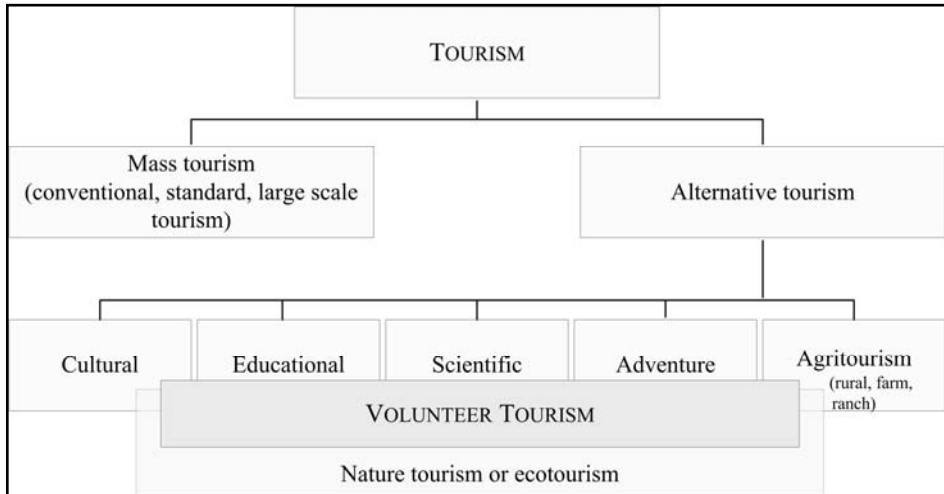 TOURISM
Mass tourism
(conventional, standard, large scale
tourism)
Alternative tourism
Cultural
Educational
Scientific
Adventure
Agritourism
(rural, farm,
ranch)
VOLUNTEER TOURISM
Nature tourism or ecotourism